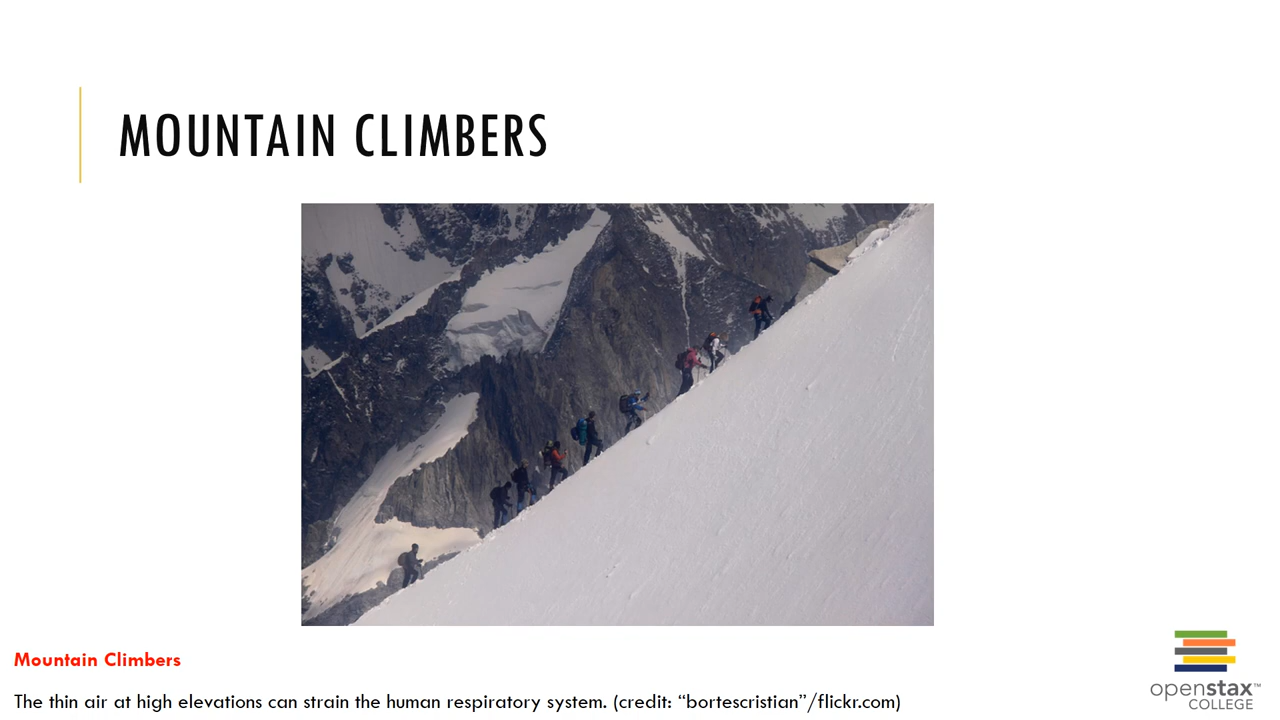 MOUNTAIN CLIMBERS
Mountain Climbers
The thin air at high elevations can strain the human respiratory system. (credit: “bortescristian”/flickr.com)
openstax™
COLLEGE